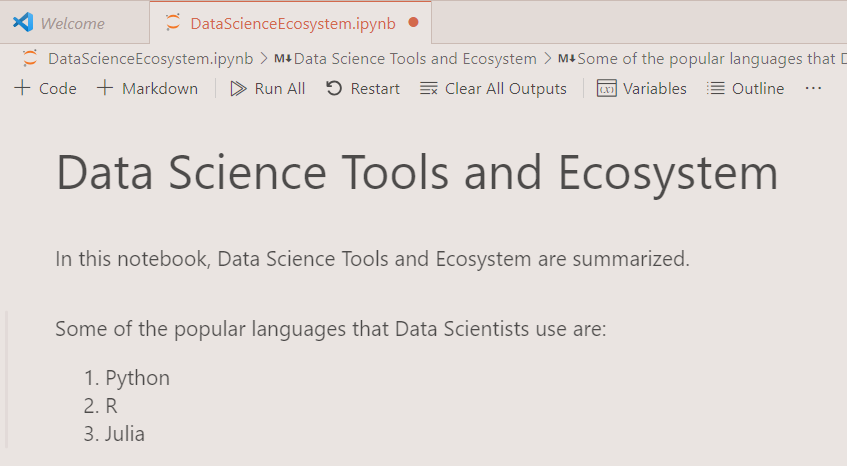 Welcome DataScienceEcosystem.ipynb
DataScienceEcosystem.ipynb > M↓ Data Science Tools and Ecosystem > M↓ Some of the popular languages that D
+ Code + Markdown Run All Restart Clear All Outputs (x) Variables Outline ...
Data Science Tools and Ecosystem
In this notebook, Data Science Tools and Ecosystem are summarized.
Some of the popular languages that Data Scientists use are:
1. Python
2. R
3. Julia